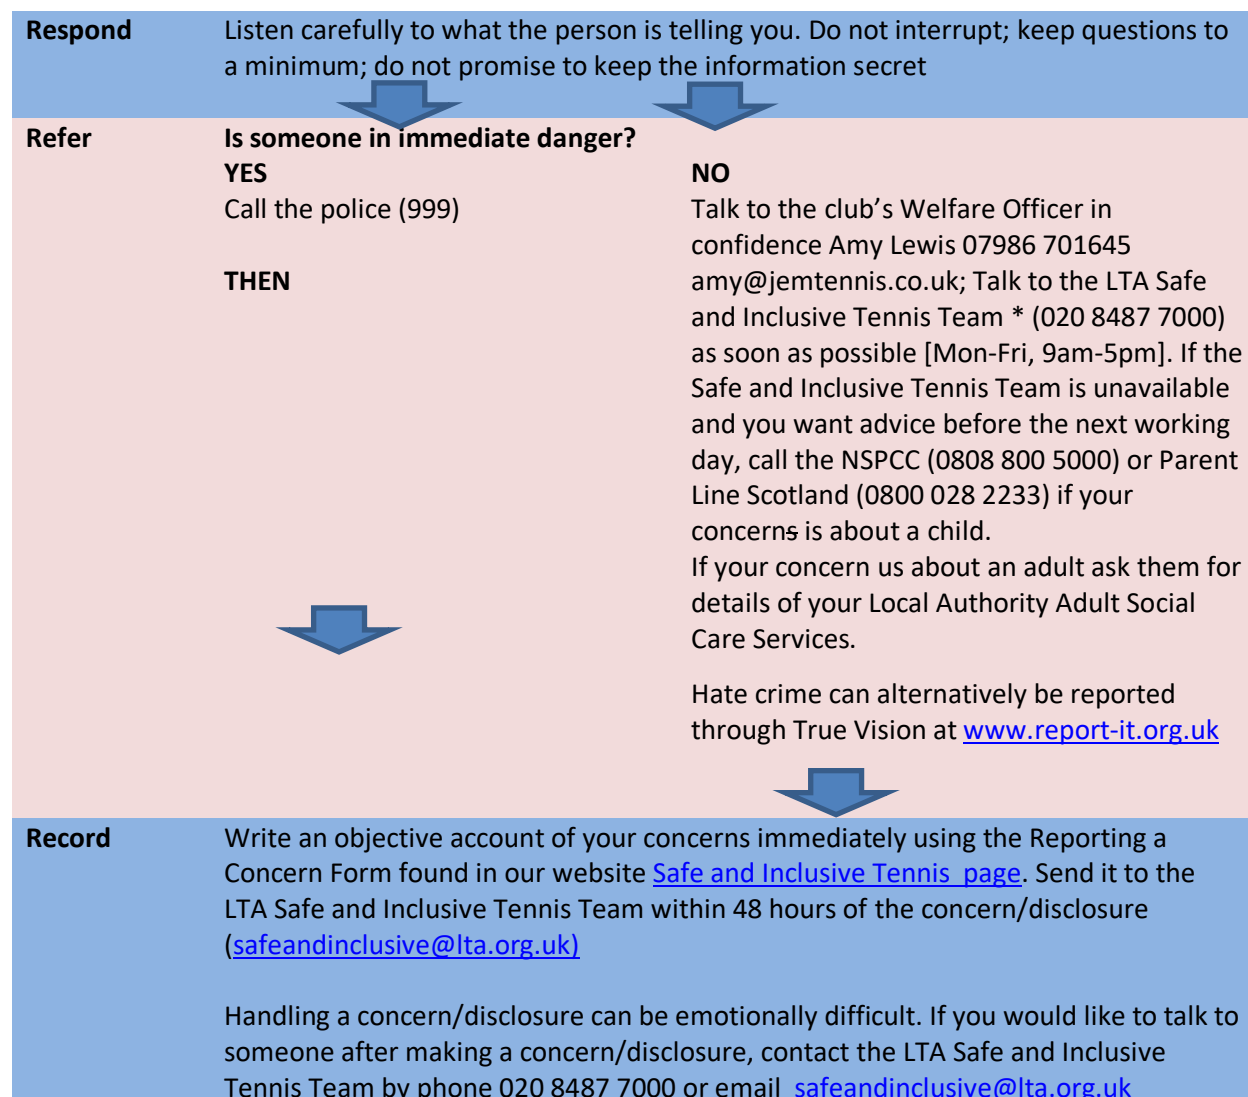 Respond
Listen carefully to what the person is telling you. Do not interrupt; keep questions to
a minimum; do not promise to keep the information secret
Refer
Is someone in immediate danger?
YES
Call the police (999)
THEN
NO
Talk to the club’s Welfare Officer in
confidence Amy Lewis 07986 701645
amy@jemtennis.co.uk; Talk to the LTA Safe
and Inclusive Tennis Team * (020 8487 7000)
as soon as possible [Mon-Fri, 9am-5pm]. If the
Safe and Inclusive Tennis Team is unavailable
and you want advice before the next working
day, call the NSPCC (0808 800 5000) or Parent
Line Scotland (0800 028 2233) if your
concerns is about a child.
If your concern us about an adult ask them for
details of your Local Authority Adult Social
Care Services.
Hate crime can alternatively be reported
through True Vision at www.report-it.org.uk
Record
Write an objective account of your concerns immediately using the Reporting a
Concern Form found in our website Safe and Inclusive Tennis  page. Send it to the
LTA Safe and Inclusive Tennis Team within 48 hours of the concern/disclosure
(safeandinclusive@lta.org.uk)
Handling a concern/disclosure can be emotionally difficult. If you would like to talk to
someone after making a concern/disclosure, contact the LTA Safe and Inclusive
Tennis Team by phone 020 8487 7000 or email  safeandinclusive@lta.org.uk